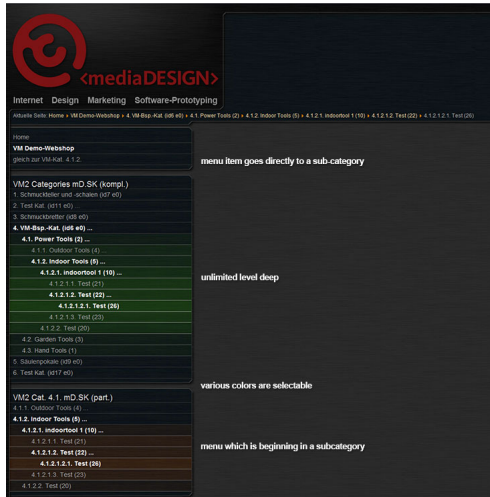 <mediaDESIGN>
Internet Design Marketing Software-Prototyping
Aktuelle Seite: Home VM Demo-Webshop 4. VM-Bsp.-Kat. (id6 e0) 4.1. Power Tools (2) 4.1.2. Indoor Tools (5) 4.1.2.1. indoortool 1 (10) 4.1.2.1.2. Test (22) 4.1.2.1.2.1. Test (26)
Home
VM Demo-Webshop
gleich zur VM-Kat. 4.1.2.
menu item goes directly to a sub-category
VM2 Categories mD.SK (kompl.)
1. Schmuckteller und -schalen (id7 e0)
2. Test Kat. (id11 e0) ...
3. Schmuckbretter (id8 e0)
4. VM-Bsp.-Kat. (id6 e0) ...
4.1. Power Tools (2) ...
4.1.1. Outdoor Tools (4) ...
4.1.2. Indoor Tools (5) ...
4.1.2.1. indoortool 1 (10) ...
unlimited level deep
4.1.2.1.1. Test (21)
4.1.2.1.2. Test (22) ...
4.1.2.1.2.1. Test (26)
4.1.2.1.3. Test (23)
4.1.2.2. Test (20)
4.2. Garden Tools (3)
4.3. Hand Tools (1)
5. Säulenpokale (id9 e0)
6. Test Kat. (id17 e0)
various colors are selectable
VM2 Cat. 4.1. mD.SK (part.)
4.1.1. Outdoor Tools (4) ...
4.1.2. Indoor Tools (5) ...
4.1.2.1. indoortool 1 (10) ...
4.1.2.1.1. Test (21)
menu which is beginning in a subcategory
4.1.2.1.2. Test (22) ...
4.1.2.1.2.1. Test (26)
4.1.2.1.3. Test (23)
4.1.2.2. Test (20)